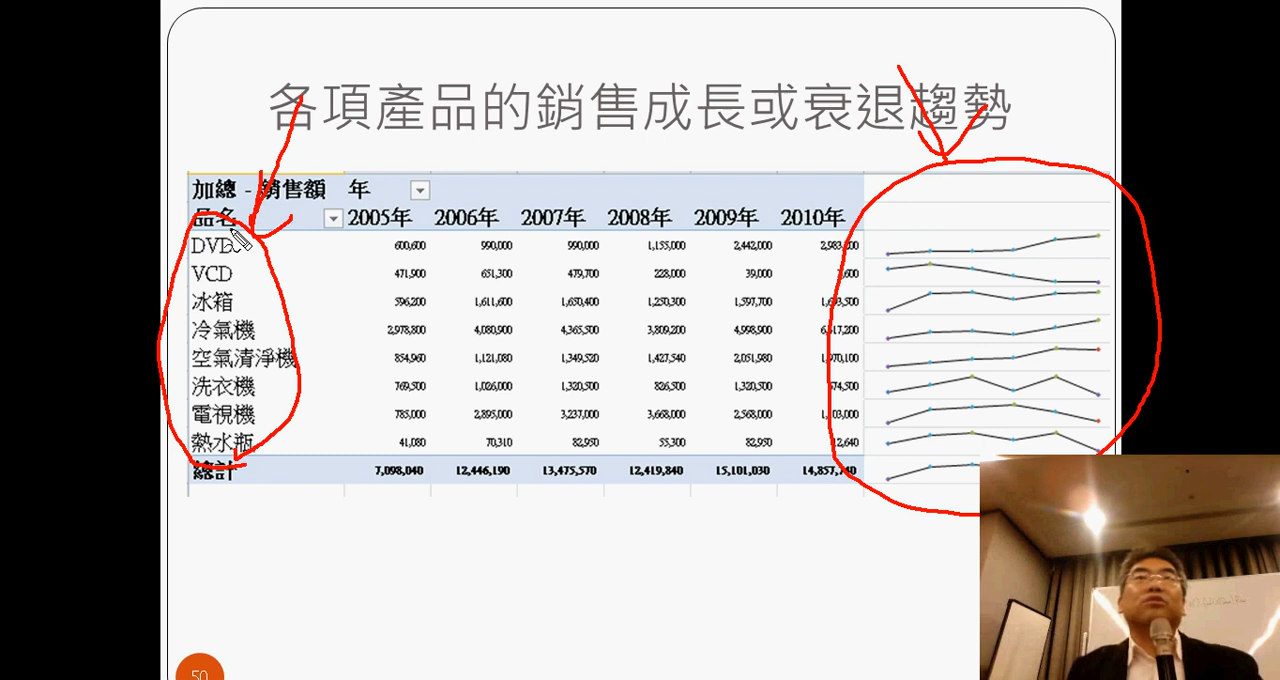 各項產品的銷售成長或衰退趨勢
加總 - 銷售額 年
品名 2005年 2006年 2007年 2008年 2009年 2010年
DVD 600,600 990,000 990,000 1,155,000 2,442,000
VCD 471,900 651,300 479,700 228,000 39,000
冰箱 596,200 1,611,600 1,650,400 1,250,300 1,597,700
冷氣機 2,978,800 4,080,900 4,365,500 3,809,200 4,998,900
空氣清淨機 854,960 1,121,080 1,349,520 1,427,540 2,051,980
洗衣機 769,500 1,026,000 1,320,500 826,500 1,320,500
電視機 785,000 2,895,000 3,237,000 3,668,000 2,568,000
熱水瓶 41,080 70,310 82,950 55,300 82,950
總計 7,098,040 12,446,190 13,475,570 12,419,840 15,101,030
50